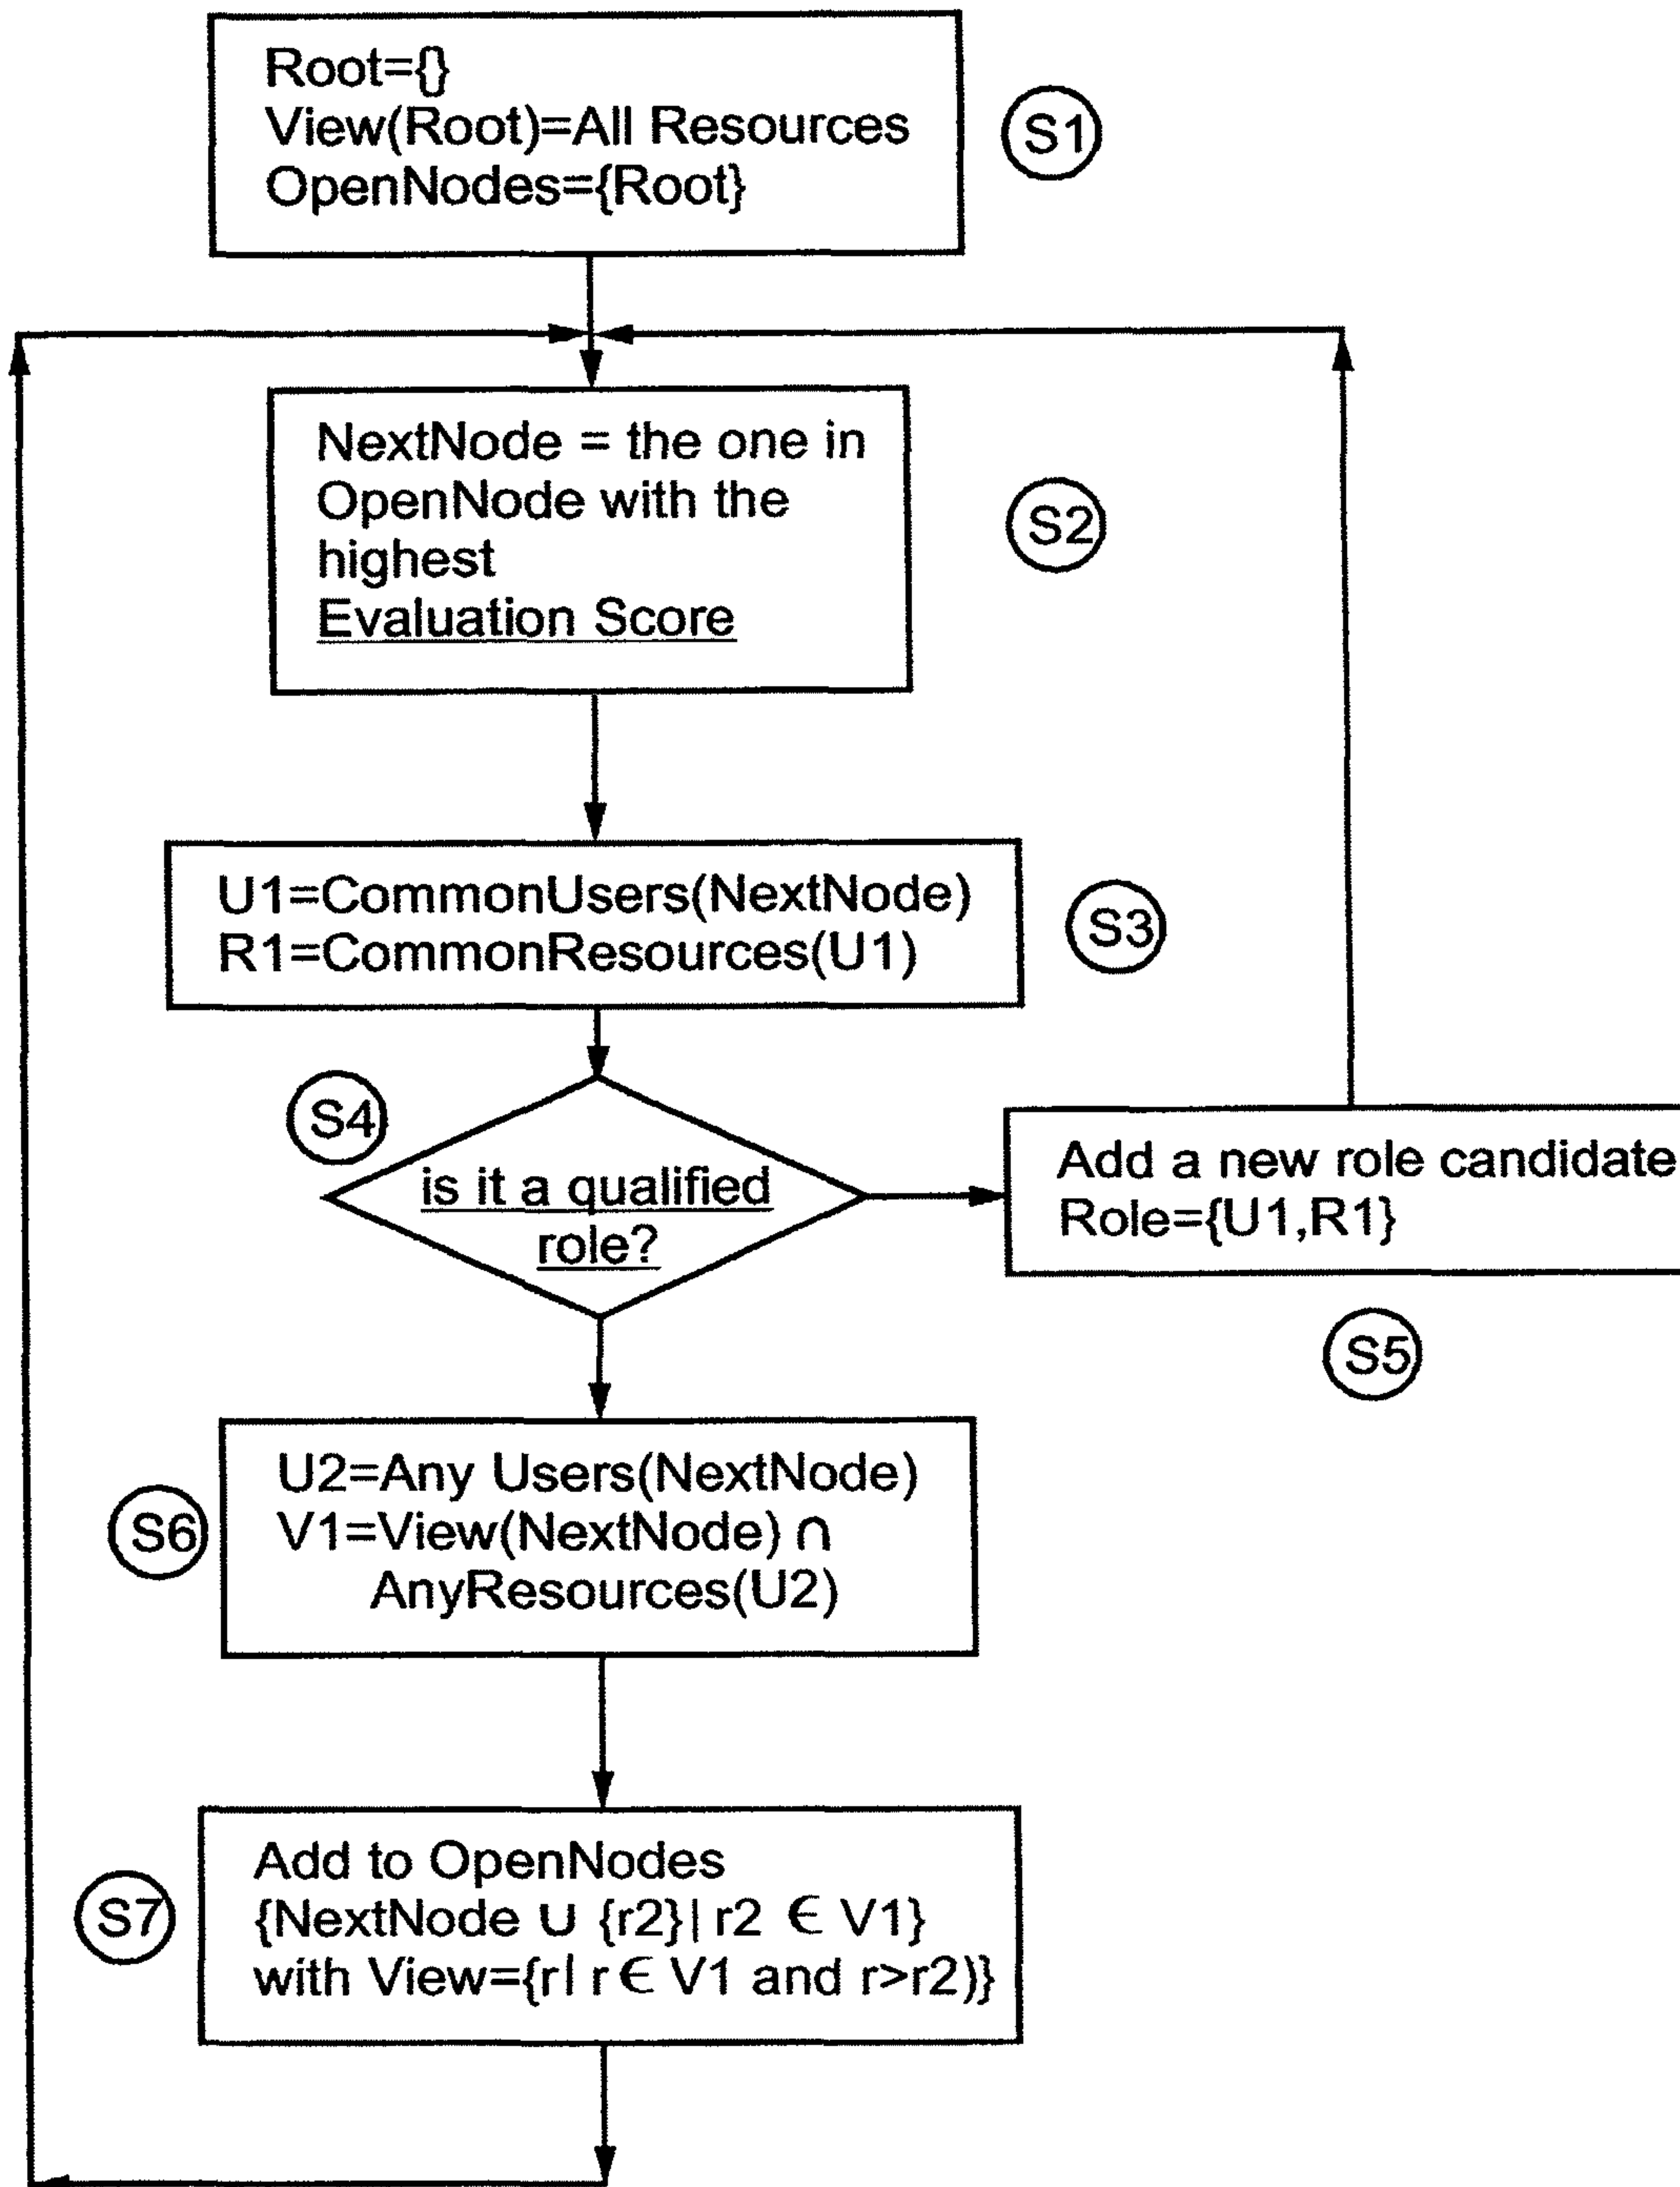 Root={}
View(Root)=All Resources
OpenNodes={Root}
S1
NextNode = the one in
OpenNode with the
highest
Evaluation Score
S2
U1=CommonUsers(NextNode)
R1=CommonResources(U1)
S3
S4
is it a qualified
role?
Add a new role candidate
Role={U1,R1}
S5
U2=Any Users(NextNode)
V1=View(NextNode) ∩
AnyResources(U2)
S6
Add to OpenNodes
{NextNode ∪ {r2}| r2 ∈ V1}
with View={r| r ∈ V1 and r>r2)}
S7